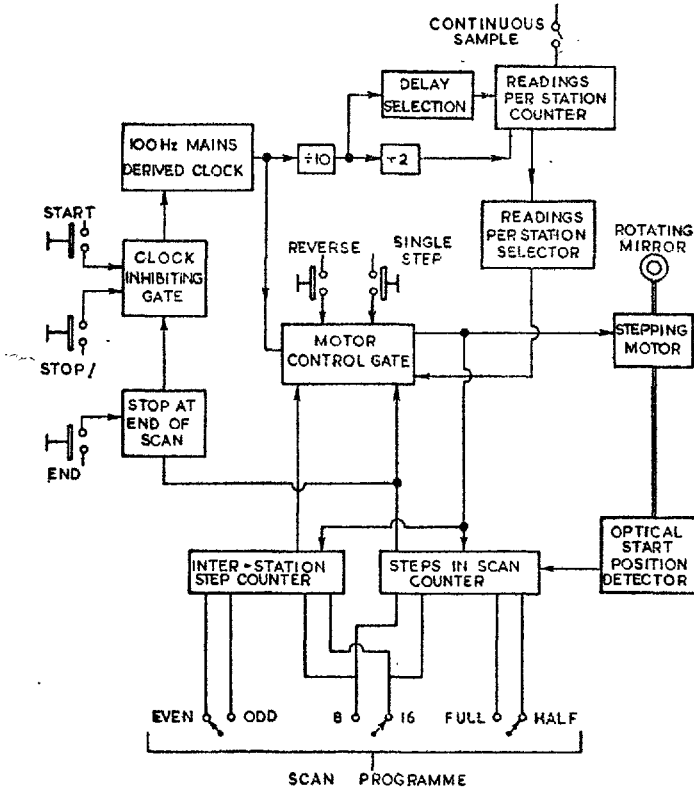 CONTINUOUS
SAMPLE
DELAY
SELECTION
READINGS
PER STATION
COUNTER
100 Hz MAINS
DERIVED CLOCK
÷10
÷2
START
CLOCK
INHIBITING
GATE
REVERSE
SINGLE
STEP
READINGS
PER STATION
SELECTOR
ROTATING
MIRROR
STOP/
MOTOR
CONTROL GATE
STEPPING
MOTOR
STOP AT
END OF
SCAN
END
INTER-STATION
STEP COUNTER
STEPS IN SCAN
COUNTER
OPTICAL
START
POSITION
DETECTOR
EVEN ODD 8 16 FULL HALF
SCAN PROGRAMME